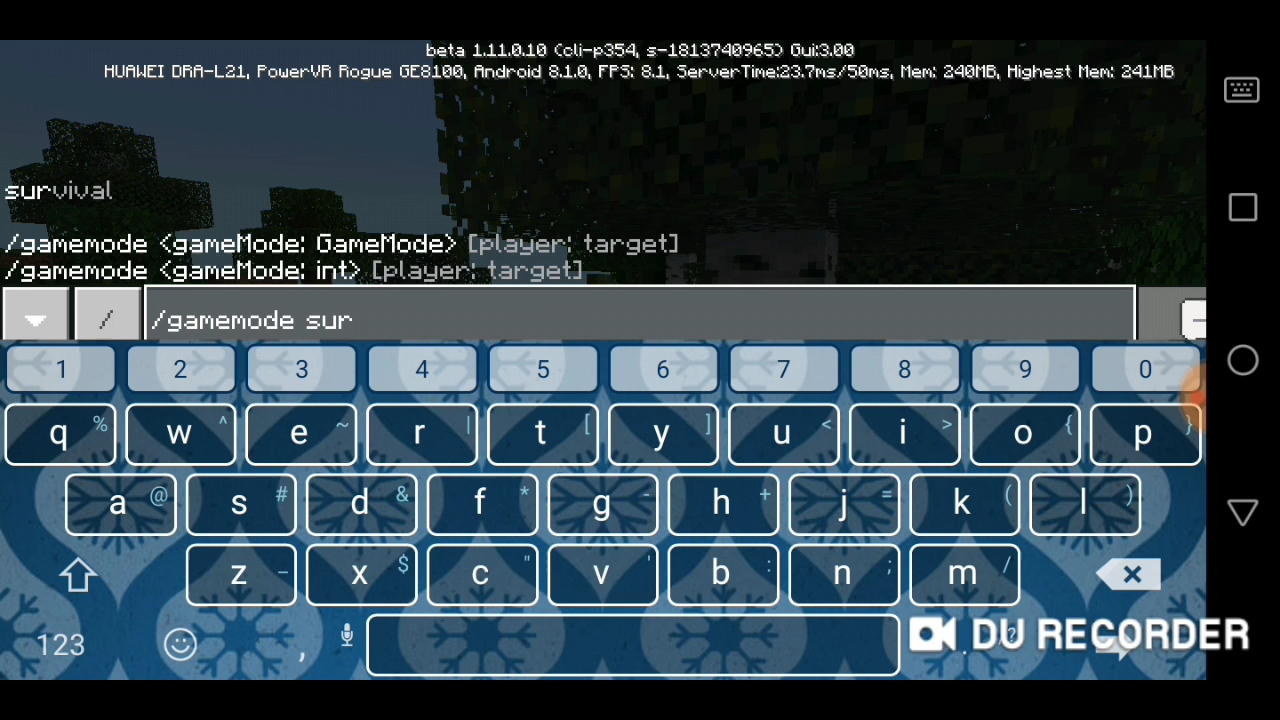 beta 1.11.0.10 (cli-p354, s-1813740965) Gui:3.00
HUAWEI DRA-L21, PowerVR Rogue GE8100, Android 8.1.0, FPS: 8.1, ServerTime:23.7ms/50ms, Mem: 240MB, Highest Mem: 241MB
survival
/gamemode <gameMode: GameMode> [player: target]
/gamemode <gameMode: int> [player: target]
/ /gamemode sur
1 2 3 4 5 6 7 8 9 0
q % w ^ e ~ r | t [ y ] u < i > o { p }
a @ s # d & f * g - h + j = k ( l )
z _ x $ c " v ' b : n ; m /
123 , . ?
DU RECORDER